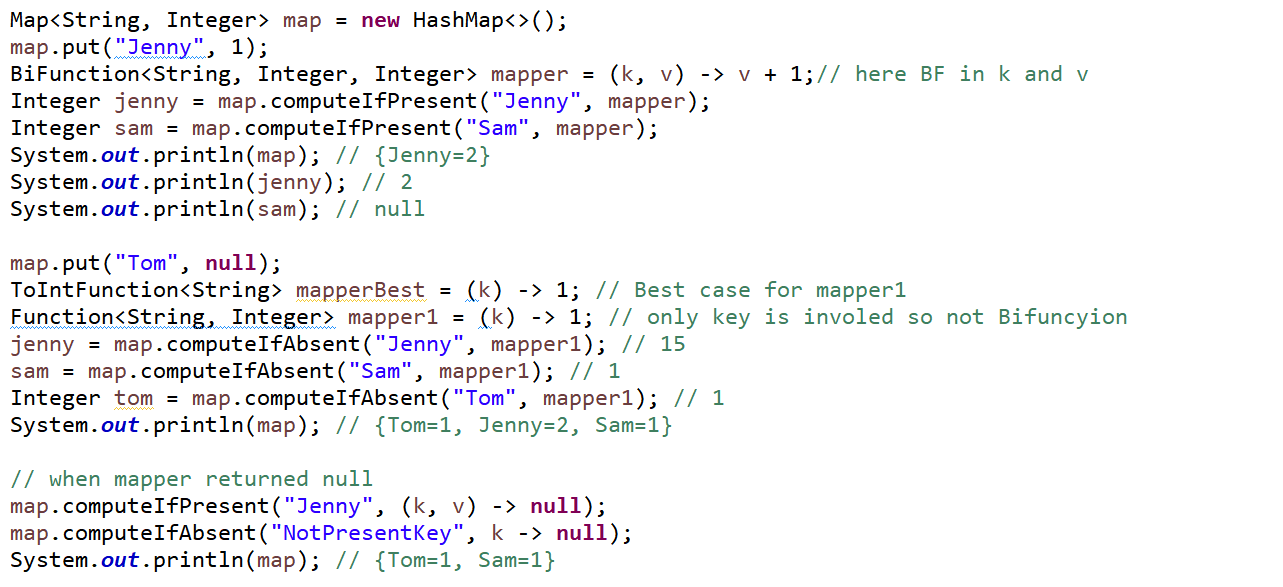 Map<String, Integer> map = new HashMap<>();
map.put("Jenny", 1);
BiFunction<String, Integer, Integer> mapper = (k, v) -> v + 1;// here BF in k and v
Integer jenny = map.computeIfPresent("Jenny", mapper);
Integer sam = map.computeIfPresent("Sam", mapper);
System.out.println(map); // {Jenny=2}
System.out.println(jenny); // 2
System.out.println(sam); // null

map.put("Tom", null);
ToIntFunction<String> mapperBest = (k) -> 1; // Best case for mapper1
Function<String, Integer> mapper1 = (k) -> 1; // only key is involed so not Bifuncyion
jenny = map.computeIfAbsent("Jenny", mapper1); // 15
sam = map.computeIfAbsent("Sam", mapper1); // 1
Integer tom = map.computeIfAbsent("Tom", mapper1); // 1
System.out.println(map); // {Tom=1, Jenny=2, Sam=1}

// when mapper returned null
map.computeIfPresent("Jenny", (k, v) -> null);
map.computeIfAbsent("NotPresentKey", k -> null);
System.out.println(map); // {Tom=1, Sam=1}